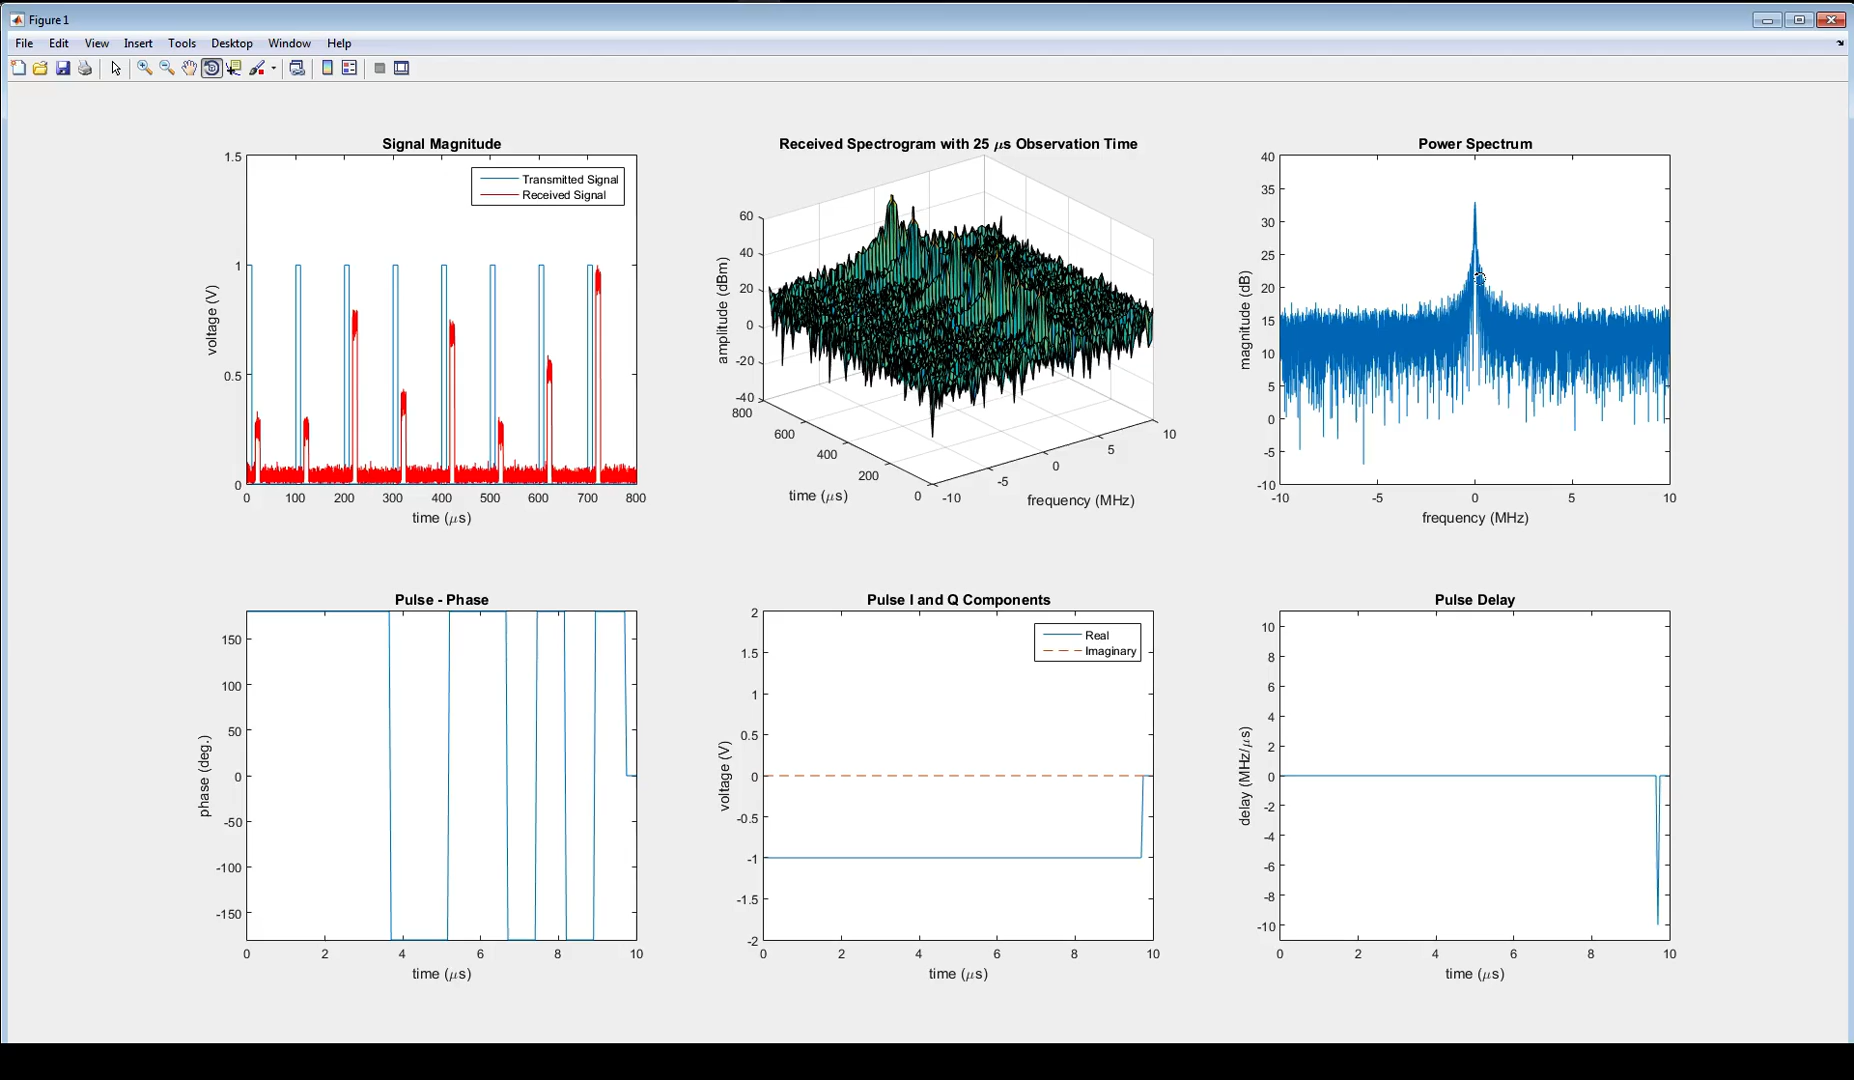 Figure 1
File Edit View Insert Tools Desktop Window Help
Signal Magnitude
1.5
1
0.5
0
voltage (V)
Transmitted Signal
Received Signal
0 100 200 300 400 500 600 700 800
time (μs)
Received Spectrogram with 25 μs Observation Time
60
40
20
0
-20
-40
amplitude (dBm)
800
600
400
200
0
time (μs)
-10
-5
0
5
10
frequency (MHz)
Power Spectrum
40
35
30
25
20
15
10
5
0
-5
-10
magnitude (dB)
-10 -5 0 5 10
frequency (MHz)
Pulse - Phase
150
100
50
0
-50
-100
-150
phase (deg.)
0 2 4 6 8 10
time (μs)
Pulse I and Q Components
2
1.5
1
0.5
0
-0.5
-1
-1.5
-2
voltage (V)
Real
Imaginary
0 2 4 6 8 10
time (μs)
Pulse Delay
10
8
6
4
2
0
-2
-4
-6
-8
-10
delay (MHz/μs)
0 2 4 6 8 10
time (μs)